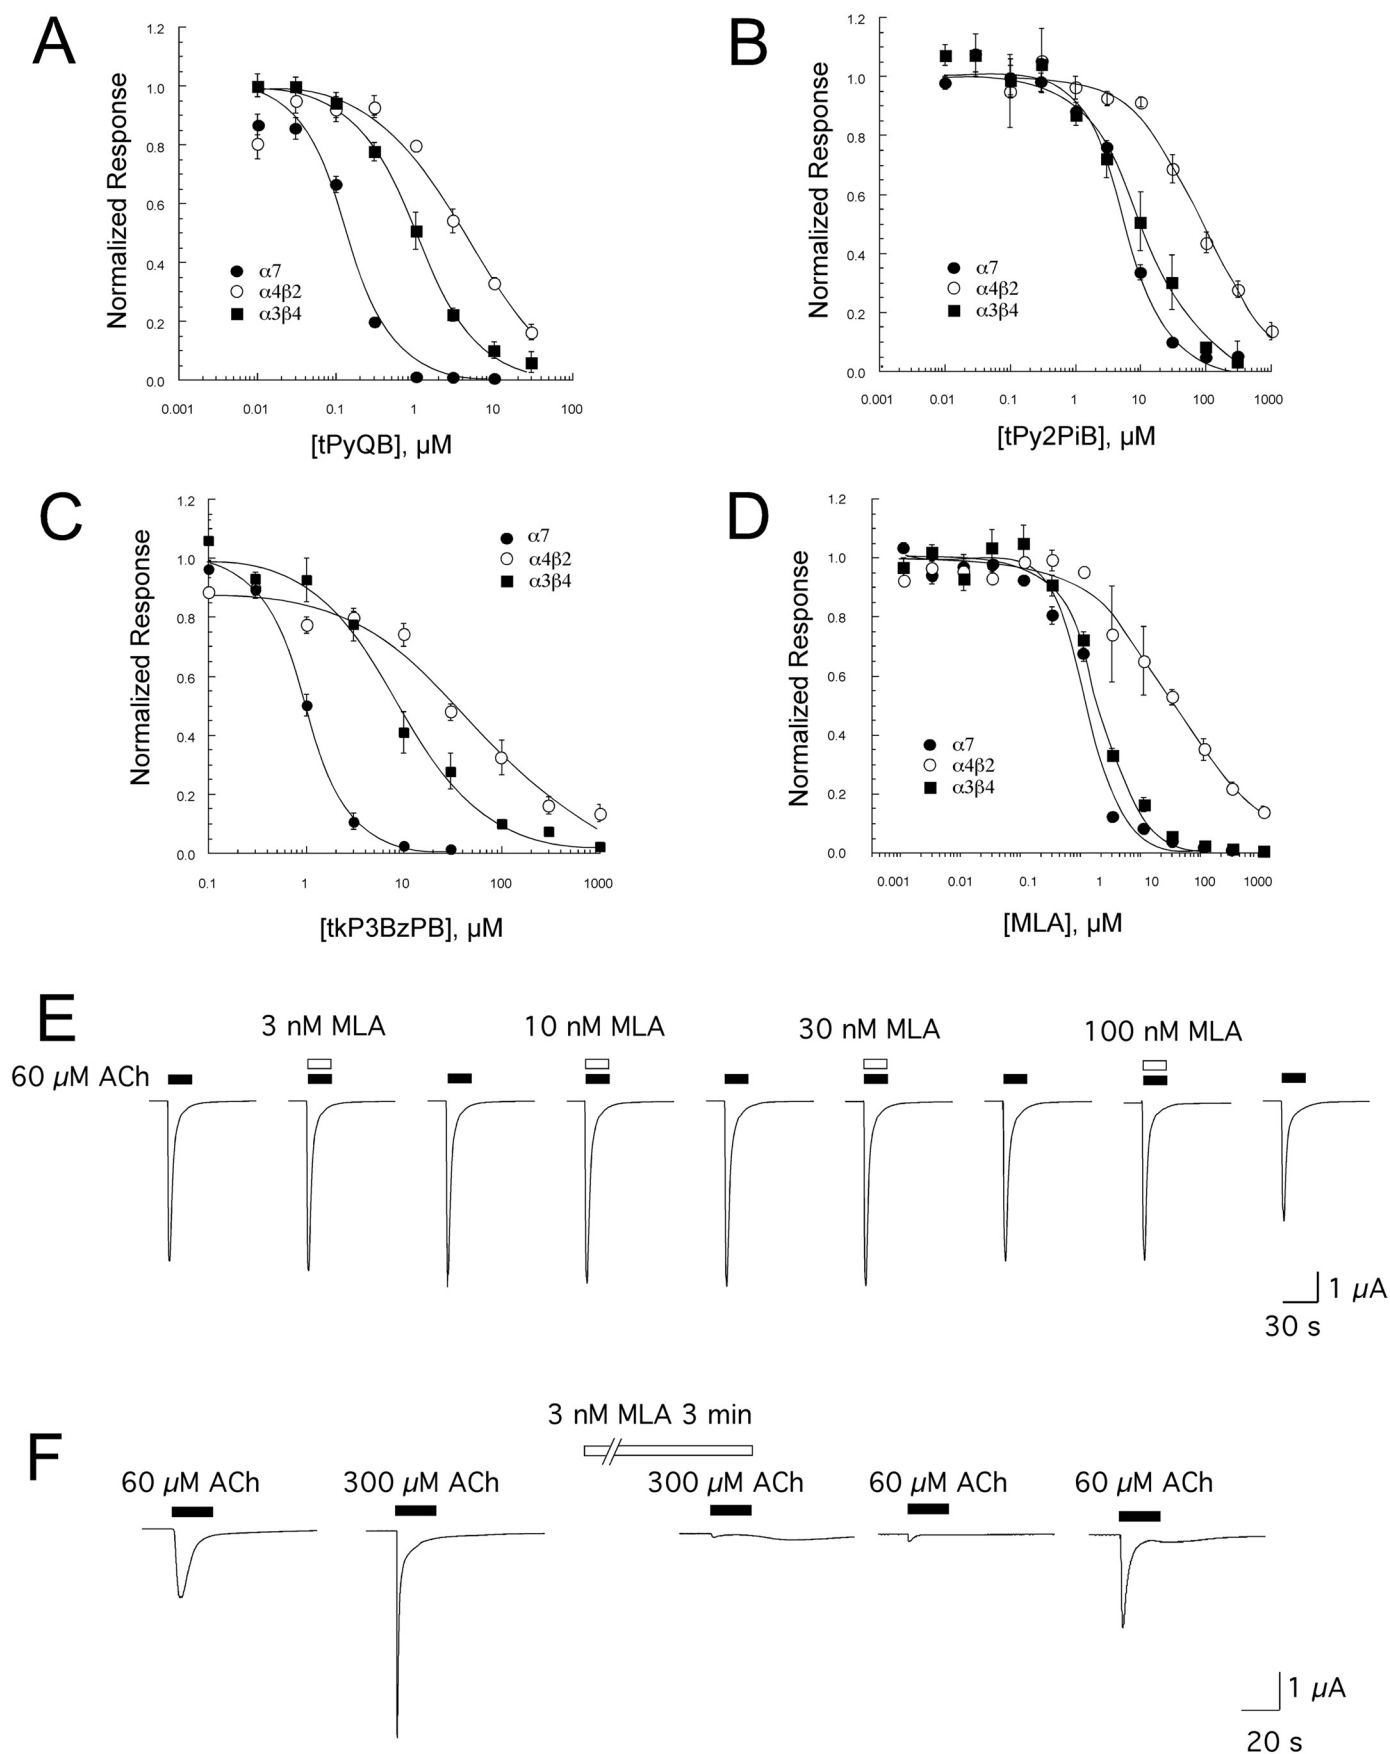 A
B
1.2
1.0
0.8
0.6
0.4
0.2
0.0
Normalized Response
α7
α4β2
α3β4
0.001 0.01 0.1 1 10 100
[tPyQB], µM
1.2
1.0
0.8
0.6
0.4
0.2
0.0
Normalized Response
α7
α4β2
α3β4
0.001 0.01 0.1 1 10 100 1000
[tPy2PiB], µM
C
D
1.2
1.0
0.8
0.6
0.4
0.2
0.0
Normalized Response
α7
α4β2
α3β4
0.1 1 10 100 1000
[tkP3BzPB], µM
1.2
1.0
0.8
0.6
0.4
0.2
0.0
Normalized Response
α7
α4β2
α3β4
0.001 0.01 0.1 1 10 100 1000
[MLA], µM
E
3 nM MLA 10 nM MLA 30 nM MLA 100 nM MLA
60 µM ACh
1 µA
30 s
F
3 nM MLA 3 min
60 µM ACh 300 µM ACh 300 µM ACh 60 µM ACh 60 µM ACh
1 µA
20 s